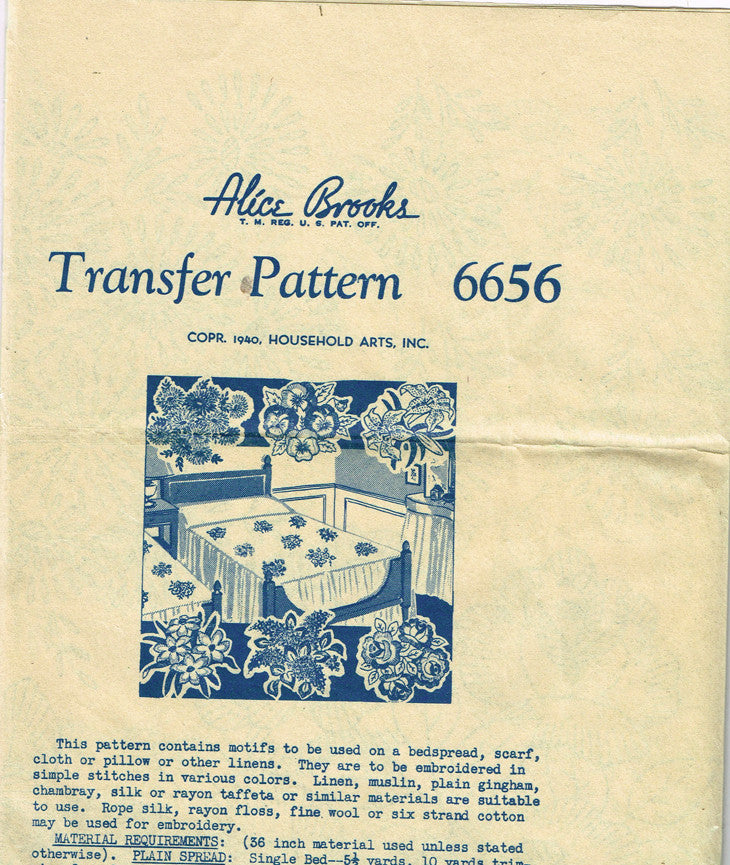 Alice Brooks
T. M. REG. U. S. PAT. OFF.
Transfer Pattern 6656
COPR. 1940, HOUSEHOLD ARTS, INC.
This pattern contains motifs to be used on a bedspread, scarf,
cloth or pillow or other linens. They are to be embroidered in
simple stitches in various colors. Linen, muslin, plain gingham,
chambray, silk or rayon taffeta or similar materials are suitable
to use. Rope silk, rayon floss, fine wool or six strand cotton
may be used for embroidery.
MATERIAL REQUIREMENTS: (36 inch material used unless stated
otherwise). PLAIN SPREAD: Single Bed--5½ yards, 10 yards trim-